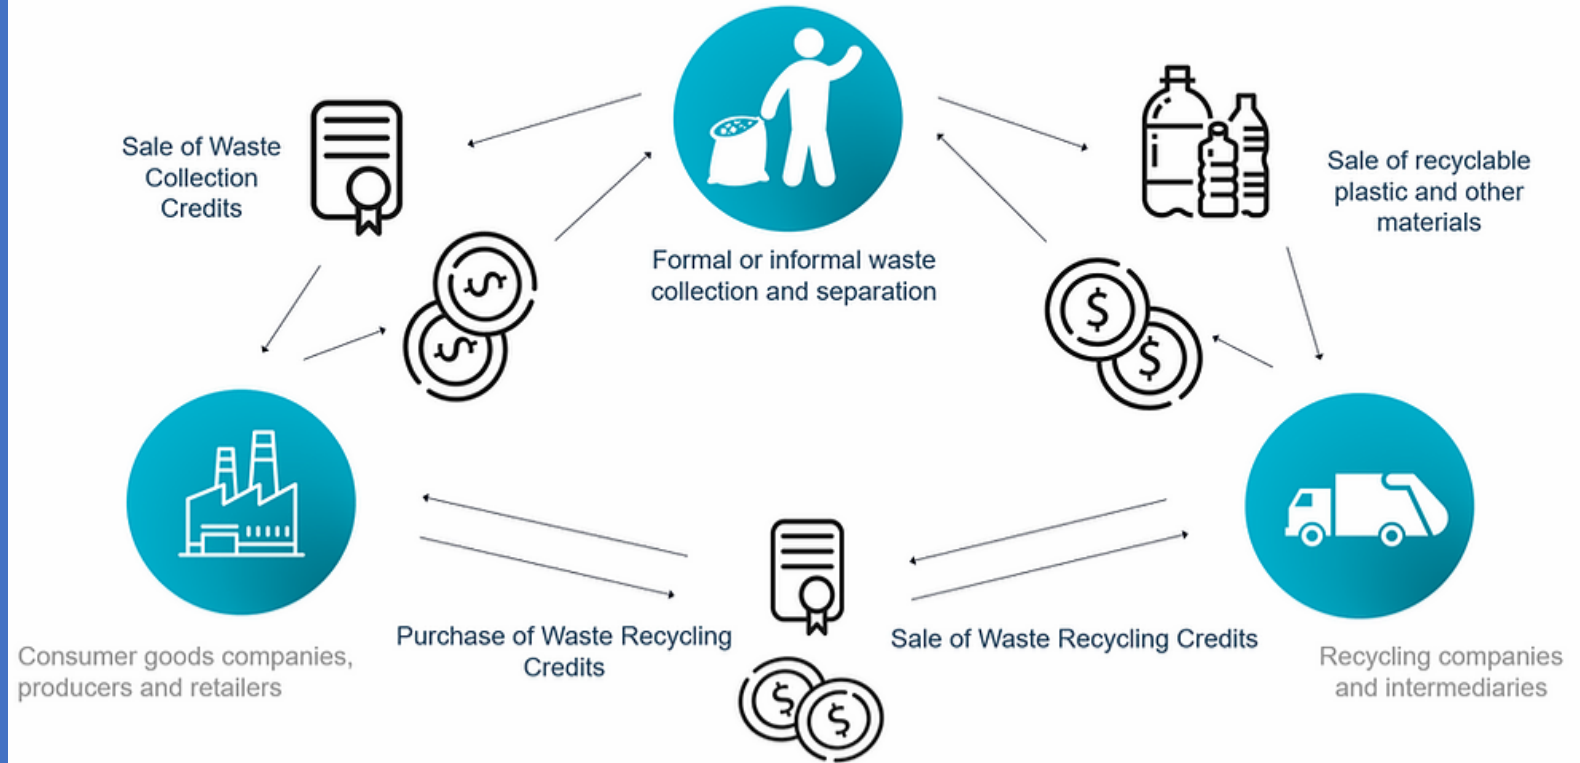 Sale of Waste
Collection
Credits
Sale of recyclable
plastic and other
materials
Formal or informal waste
collection and separation
$
$
$
$
Purchase of Waste Recycling
Credits
Sale of Waste Recycling Credits
Consumer goods companies,
producers and retailers
Recycling companies
and intermediaries
$
$